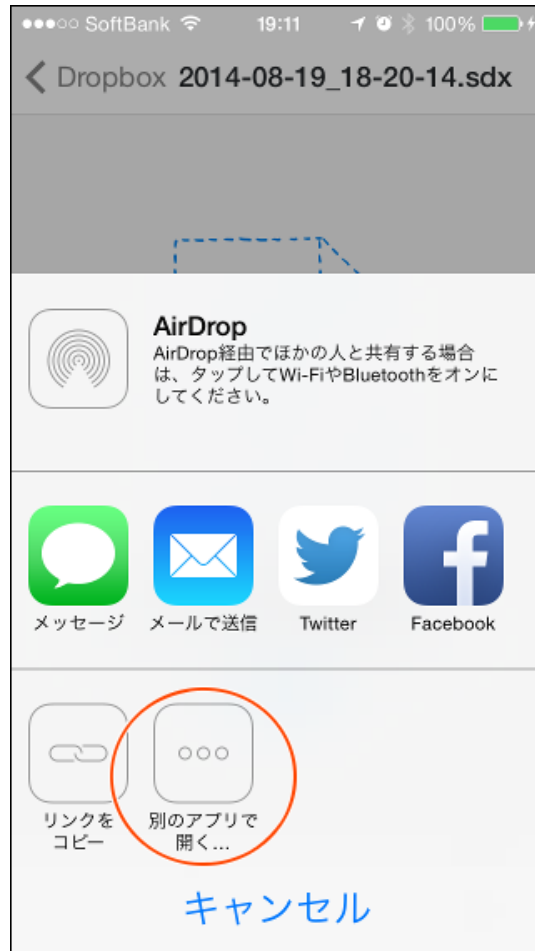 SoftBank 19:11 100%
Dropbox 2014-08-19_18-20-14.sdx
AirDrop
AirDrop経由でほかの人と共有する場合
は、タップしてWi-FiやBluetoothをオンに
してください。
メッセージ メールで送信 Twitter Facebook
リンクを
コピー
別のアプリで
開く...
キャンセル